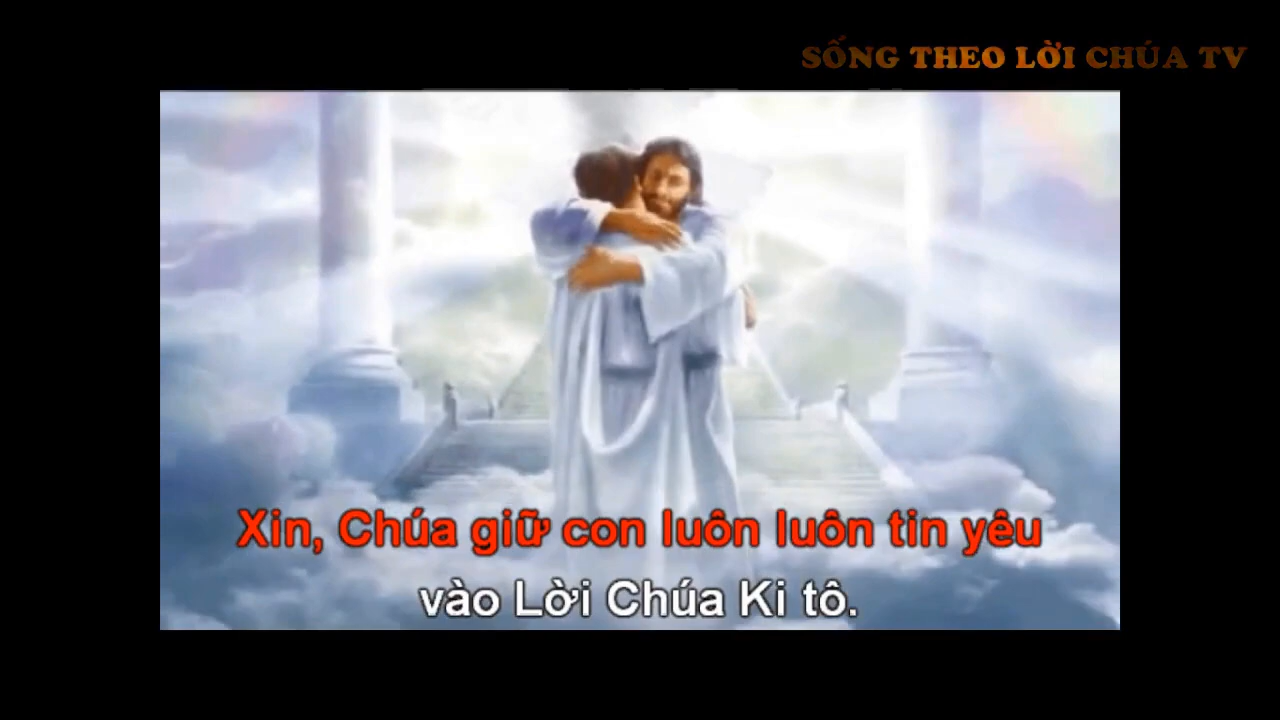 SỐNG THEO LỜI CHÚA TV
Xin, Chúa giữ con luôn luôn tin yêu
vào Lời Chúa Ki tô.